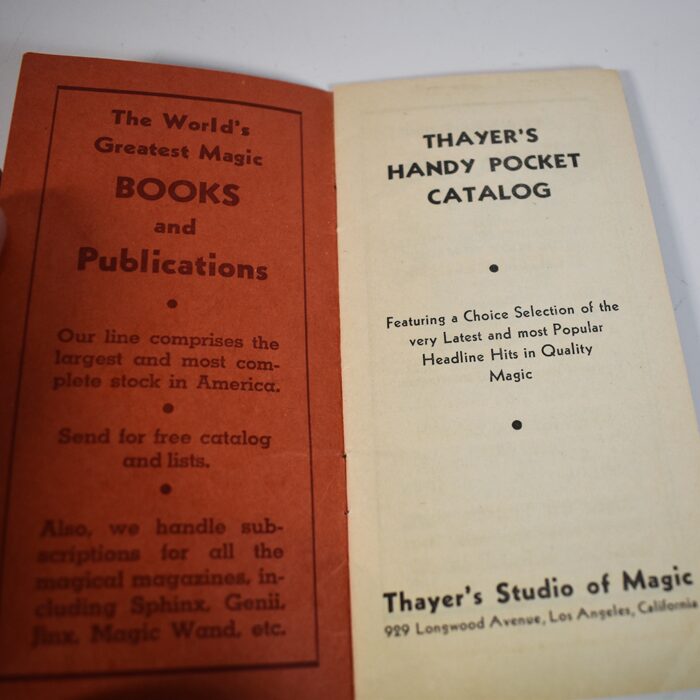 The World's
Greatest Magic
BOOKS
and
Publications
Our line comprises the
largest and most com-
plete stock in America.
Send for free catalog
and lists.
Also, we handle sub-
scriptions for all the
magical magazines, in-
cluding Sphinx, Genii,
Jinx, Magic Wand, etc.
THAYER'S
HANDY POCKET
CATALOG
Featuring a Choice Selection of the
very Latest and most Popular
Headline Hits in Quality
Magic
Thayer's Studio of Magic
929 Longwood Avenue, Los Angeles, California